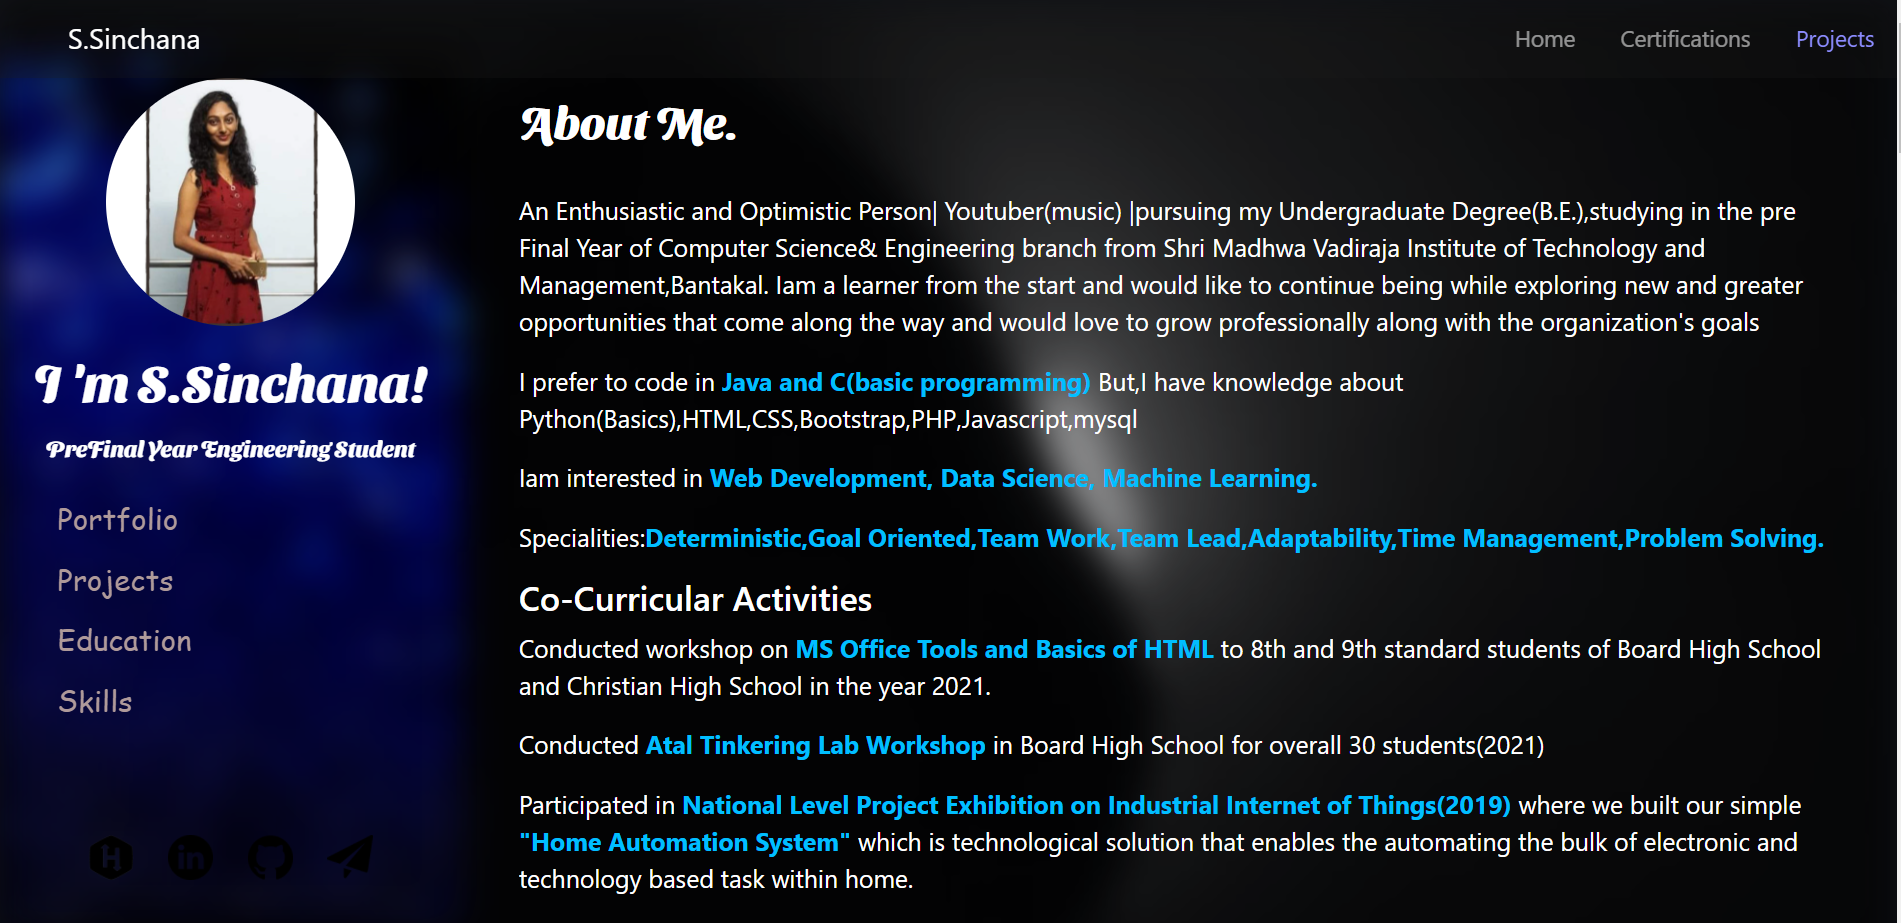 S.Sinchana
Home Certifications Projects
I 'm S.Sinchana!
PreFinal Year Engineering Student
Portfolio
Projects
Education
Skills
About Me.
An Enthusiastic and Optimistic Person| Youtuber(music) |pursuing my Undergraduate Degree(B.E.),studying in the pre
Final Year of Computer Science& Engineering branch from Shri Madhwa Vadiraja Institute of Technology and
Management,Bantakal. Iam a learner from the start and would like to continue being while exploring new and greater
opportunities that come along the way and would love to grow professionally along with the organization's goals
I prefer to code in Java and C(basic programming) But,I have knowledge about
Python(Basics),HTML,CSS,Bootstrap,PHP,Javascript,mysql
Iam interested in Web Development, Data Science, Machine Learning.
Specialities:Deterministic,Goal Oriented,Team Work,Team Lead,Adaptability,Time Management,Problem Solving.
Co-Curricular Activities
Conducted workshop on MS Office Tools and Basics of HTML to 8th and 9th standard students of Board High School
and Christian High School in the year 2021.
Conducted Atal Tinkering Lab Workshop in Board High School for overall 30 students(2021)
Participated in National Level Project Exhibition on Industrial Internet of Things(2019) where we built our simple
"Home Automation System" which is technological solution that enables the automating the bulk of electronic and
technology based task within home.